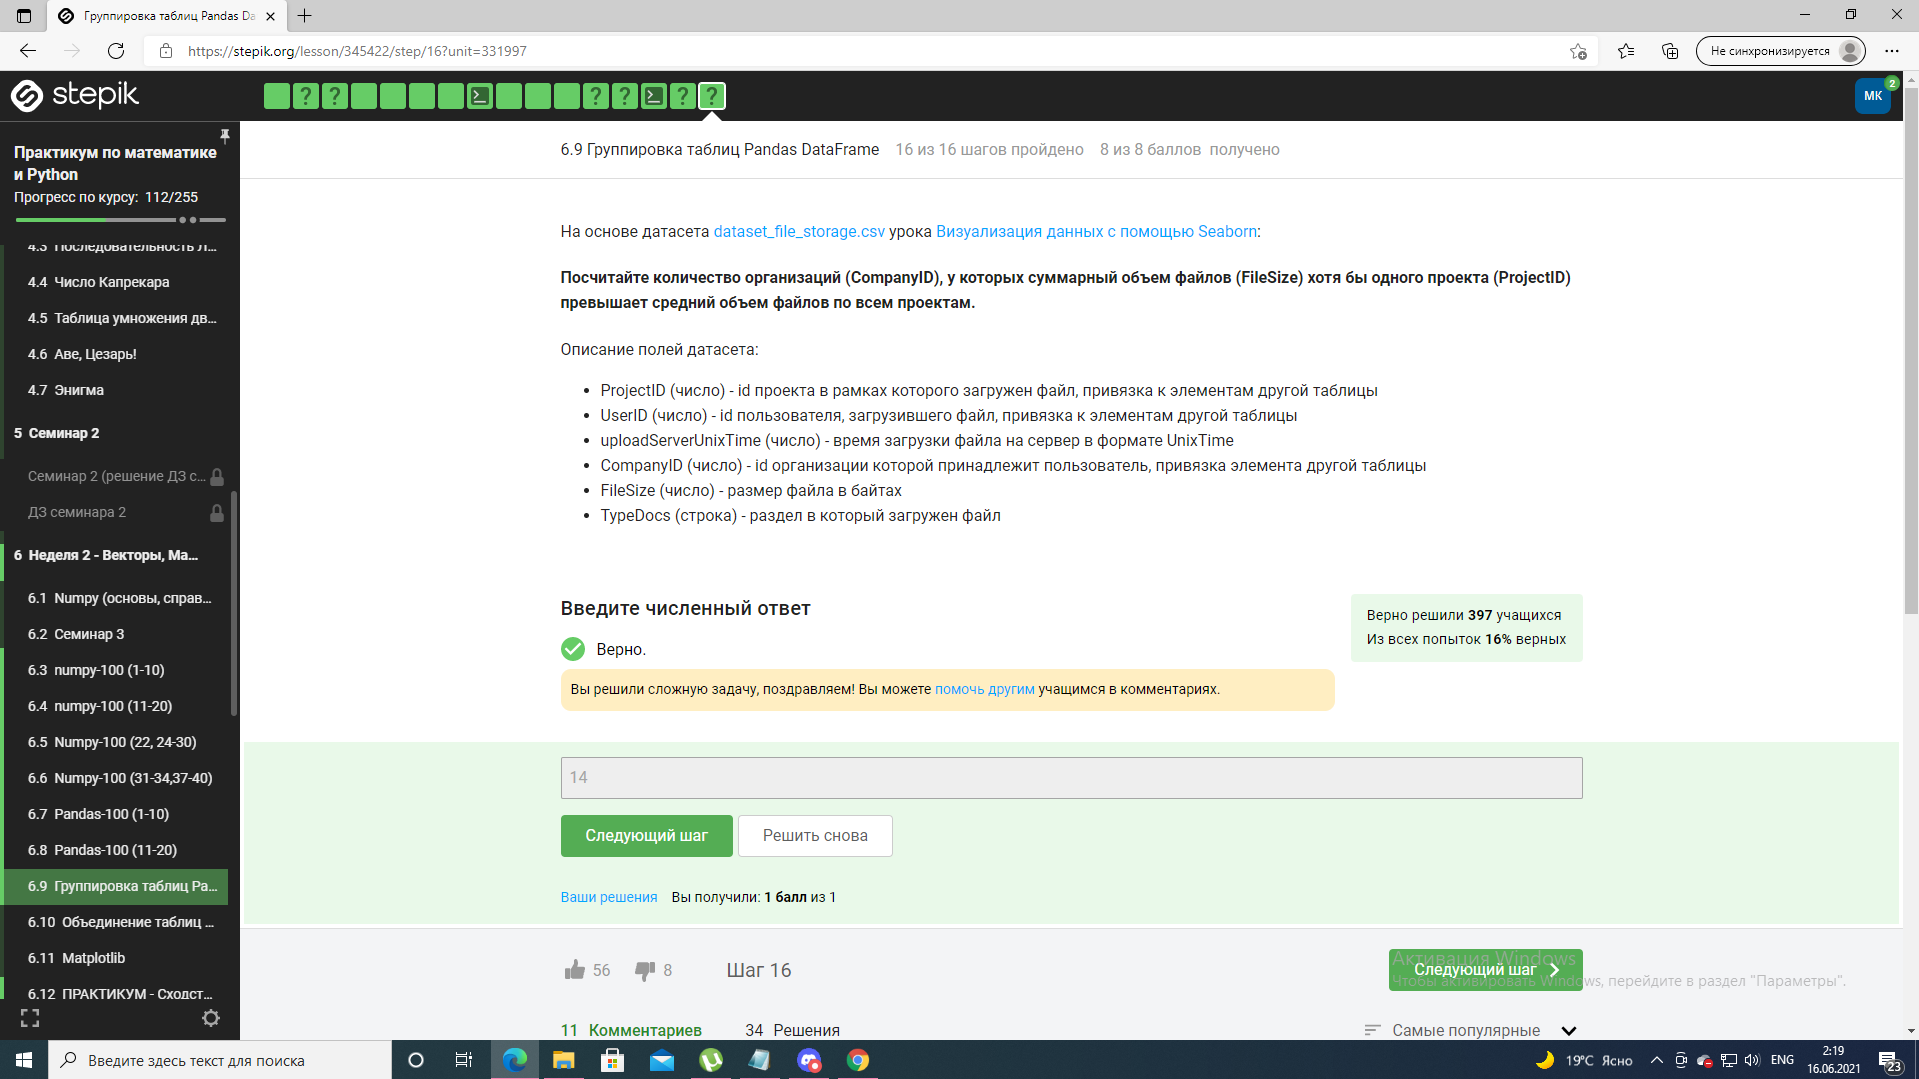 Группировка таблиц Pandas Da
https://stepik.org/lesson/345422/step/16?unit=331997
Не синхронизируется
stepik
? ? ? ? ? ?
МК
2
Практикум по математике
и Python
Прогресс по курсу: 112/255
4.3 Последовательность Л...
4.4 Число Капрекара
4.5 Таблица умножения дв...
4.6 Аве, Цезарь!
4.7 Энигма
5 Семинар 2
Семинар 2 (решение ДЗ с...
ДЗ семинара 2
6 Неделя 2 - Векторы, Ма...
6.1 Numpy (основы, справ...
6.2 Семинар 3
6.3 numpy-100 (1-10)
6.4 numpy-100 (11-20)
6.5 Numpy-100 (22, 24-30)
6.6 Numpy-100 (31-34,37-40)
6.7 Pandas-100 (1-10)
6.8 Pandas-100 (11-20)
6.9 Группировка таблиц Pa...
6.10 Объединение таблиц ...
6.11 Matplotlib
6.12 ПРАКТИКУМ - Сходст...
6.9 Группировка таблиц Pandas DataFrame 16 из 16 шагов пройдено 8 из 8 баллов получено
На основе датасета dataset_file_storage.csv урока Визуализация данных с помощью Seaborn:
Посчитайте количество организаций (CompanyID), у которых суммарный объем файлов (FileSize) хотя бы одного проекта (ProjectID)
превышает средний объем файлов по всем проектам.
Описание полей датасета:
• ProjectID (число) - id проекта в рамках которого загружен файл, привязка к элементам другой таблицы
• UserID (число) - id пользователя, загрузившего файл, привязка к элементам другой таблицы
• uploadServerUnixTime (число) - время загрузки файла на сервер в формате UnixTime
• CompanyID (число) - id организации которой принадлежит пользователь, привязка элемента другой таблицы
• FileSize (число) - размер файла в байтах
• TypeDocs (строка) - раздел в который загружен файл
Введите численный ответ
Верно.
Верно решили 397 учащихся
Из всех попыток 16% верных
Вы решили сложную задачу, поздравляем! Вы можете помочь другим учащимся в комментариях.
14
Следующий шаг
Решить снова
Ваши решения Вы получили: 1 балл из 1
56 8 Шаг 16
Следующий шаг
Активация Windows
Чтобы активировать Windows, перейдите в раздел "Параметры".
11 Комментариев 34 Решения Самые популярные
Введите здесь текст для поиска
19°C Ясно
ENG
2:19
16.06.2021
23